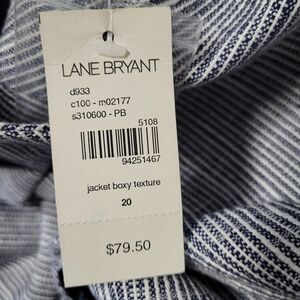 LANE BRYANT
d933
c100 - m02177
s310600 - PB
5108
94251467
jacket boxy texture
20
$79.50